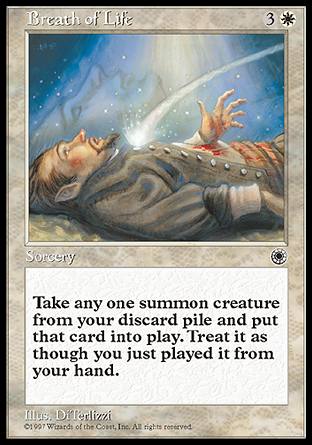 Breath of Life 3
Sorcery
Take any one summon creature
from your discard pile and put
that card into play. Treat it as
though you just played it from
your hand.
Illus. DiTerlizzi
©1997 Wizards of the Coast, Inc. All rights reserved.